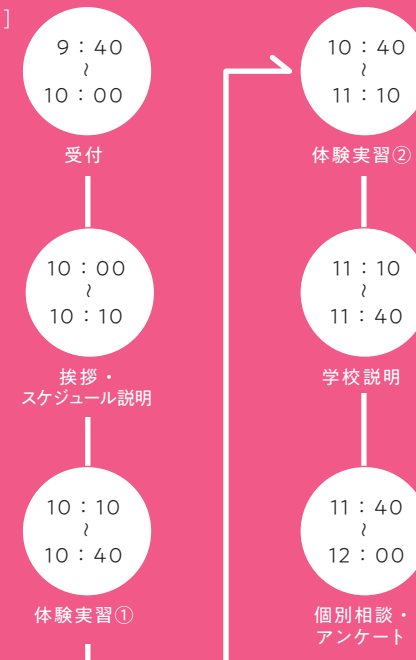 ]
9：40
〜
10：00
受付
10：00
〜
10：10
挨拶・
スケジュール説明
10：10
〜
10：40
体験実習①
10：40
〜
11：10
体験実習②
11：10
〜
11：40
学校説明
11：40
〜
12：00
個別相談・
アンケート